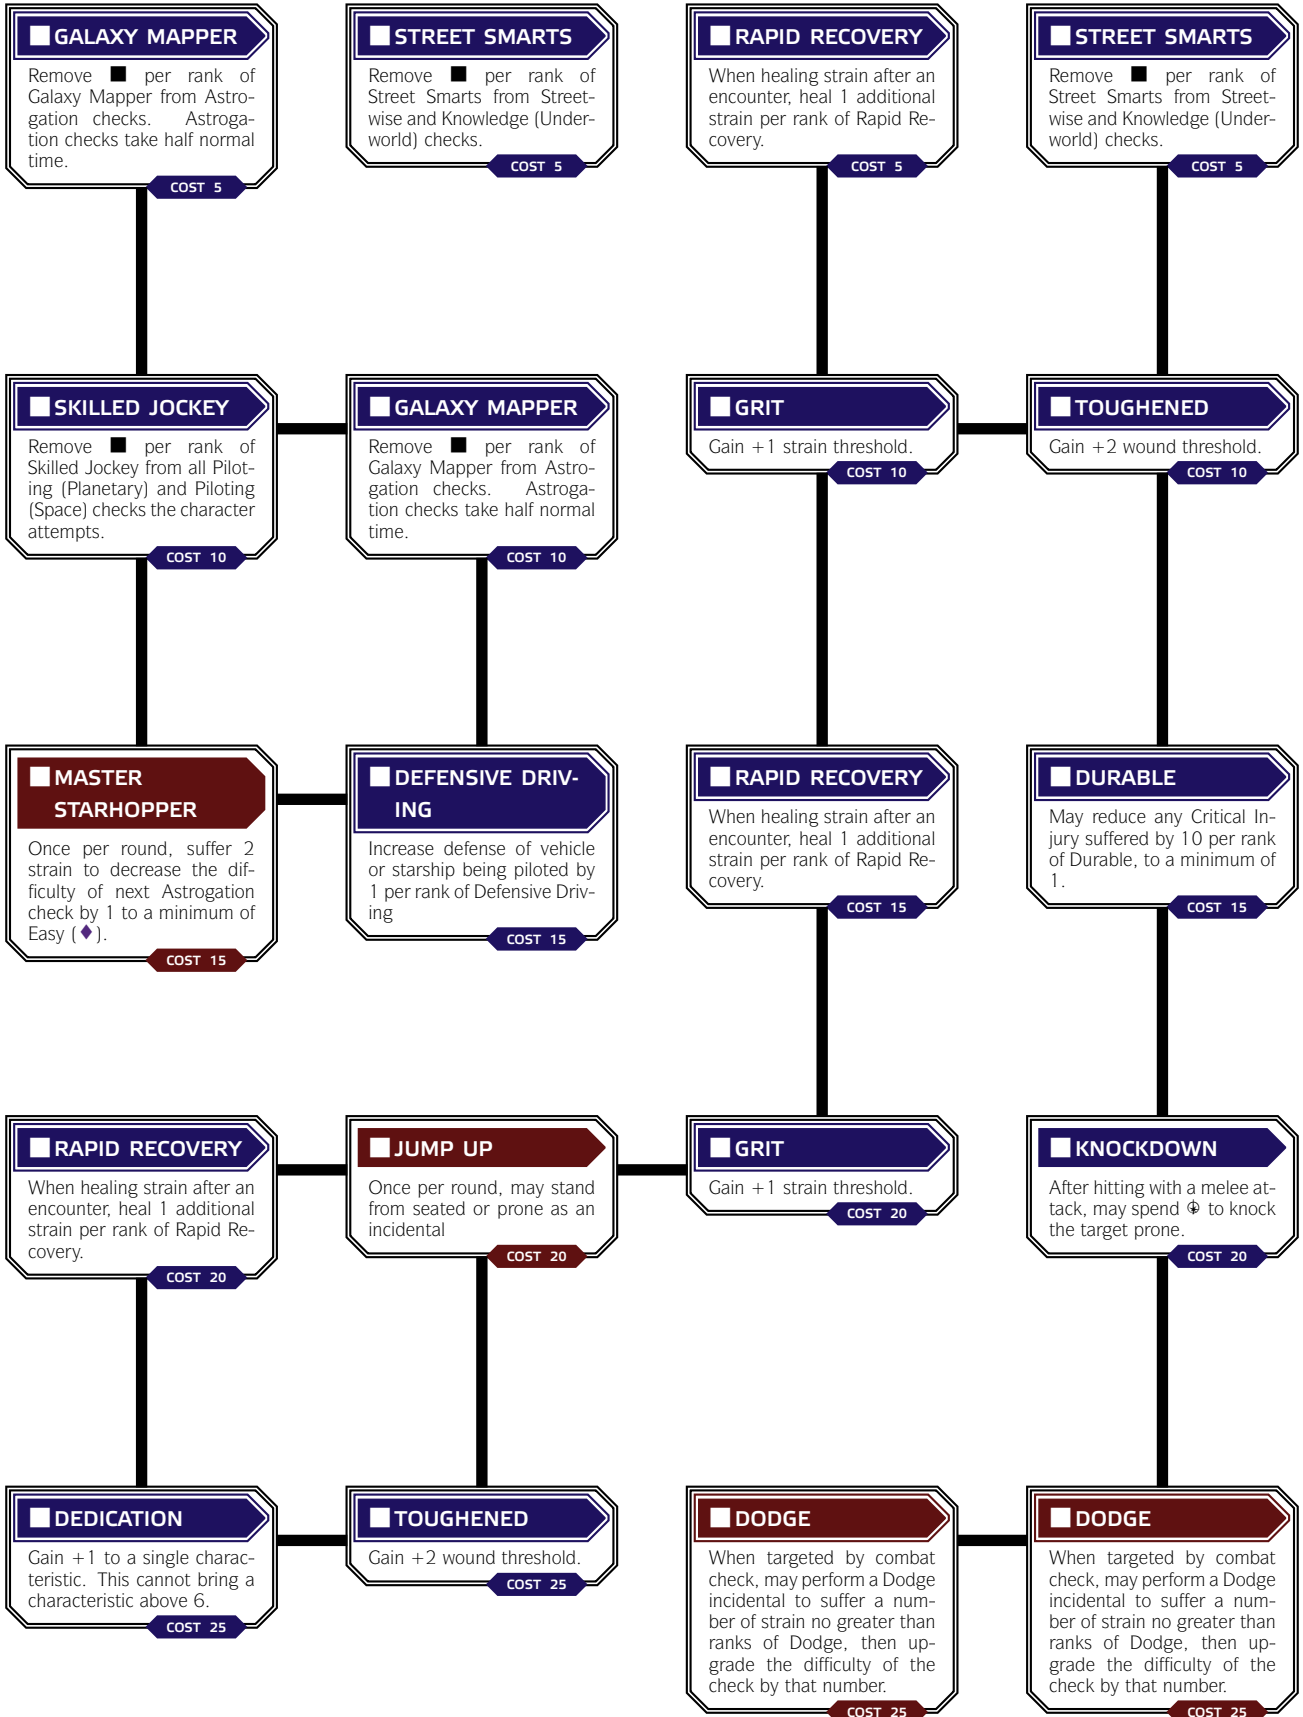 GALAXY MAPPER
Remove ■ per rank of
Galaxy Mapper from Astro-
gation checks. Astroga-
tion checks take half normal
time.
COST 5
STREET SMARTS
Remove ■ per rank of
Street Smarts from Street-
wise and Knowledge (Under-
world) checks.
COST 5
RAPID RECOVERY
When healing strain after an
encounter, heal 1 additional
strain per rank of Rapid Re-
covery.
COST 5
STREET SMARTS
Remove ■ per rank of
Street Smarts from Street-
wise and Knowledge (Under-
world) checks.
COST 5
SKILLED JOCKEY
Remove ■ per rank of
Skilled Jockey from all Pilot-
ing (Planetary) and Piloting
(Space) checks the character
attempts.
COST 10
GALAXY MAPPER
Remove ■ per rank of
Galaxy Mapper from Astro-
gation checks. Astroga-
tion checks take half normal
time.
COST 10
GRIT
Gain +1 strain threshold.
COST 10
TOUGHENED
Gain +2 wound threshold.
COST 10
MASTER
STARHOPPER
Once per round, suffer 2
strain to decrease the dif-
ficulty of next Astrogation
check by 1 to a minimum of
Easy (♦).
COST 15
DEFENSIVE DRIV-
ING
Increase defense of vehicle
or starship being piloted by
1 per rank of Defensive Driv-
ing
COST 15
RAPID RECOVERY
When healing strain after an
encounter, heal 1 additional
strain per rank of Rapid Re-
covery.
COST 15
DURABLE
May reduce any Critical In-
jury suffered by 10 per rank
of Durable, to a minimum of
1.
COST 15
RAPID RECOVERY
When healing strain after an
encounter, heal 1 additional
strain per rank of Rapid Re-
covery.
COST 20
JUMP UP
Once per round, may stand
from seated or prone as an
incidental
COST 20
GRIT
Gain +1 strain threshold.
COST 20
KNOCKDOWN
After hitting with a melee at-
tack, may spend to knock
the target prone.
COST 20
DEDICATION
Gain +1 to a single charac-
teristic. This cannot bring a
characteristic above 6.
COST 25
TOUGHENED
Gain +2 wound threshold.
COST 25
DODGE
When targeted by combat
check, may perform a Dodge
incidental to suffer a num-
ber of strain no greater than
ranks of Dodge, then up-
grade the difficulty of the
check by that number.
COST 25
DODGE
When targeted by combat
check, may perform a Dodge
incidental to suffer a num-
ber of strain no greater than
ranks of Dodge, then up-
grade the difficulty of the
check by that number.
COST 25